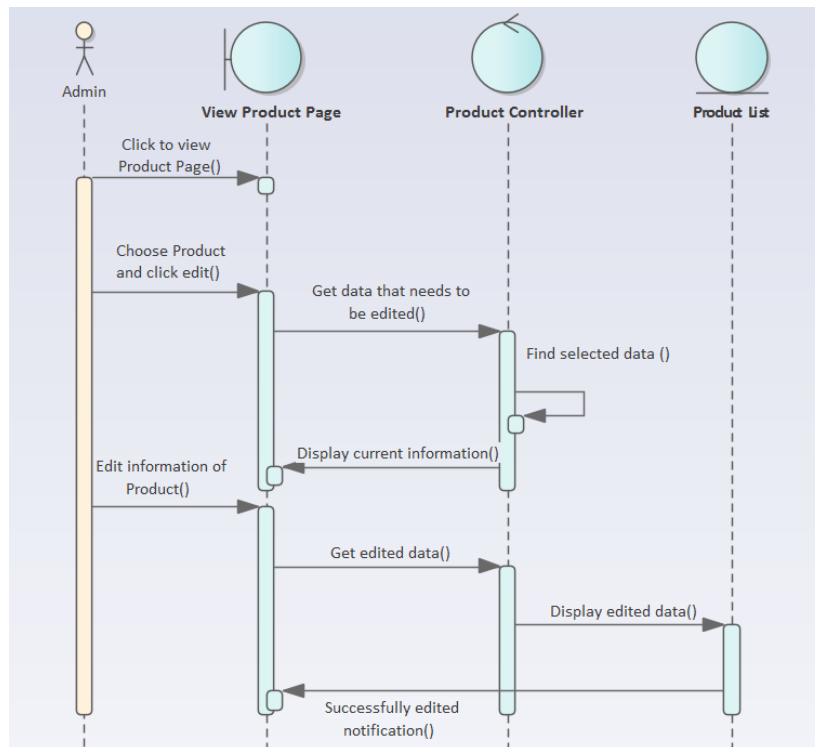 Admin
View Product Page
Product Controller
Product List
Click to view
Product Page()
Choose Product
and click edit()
Get data that needs to
be edited()
Find selected data ()
Display current information()
Edit information of
Product()
Get edited data()
Display edited data()
Successfully edited
notification()